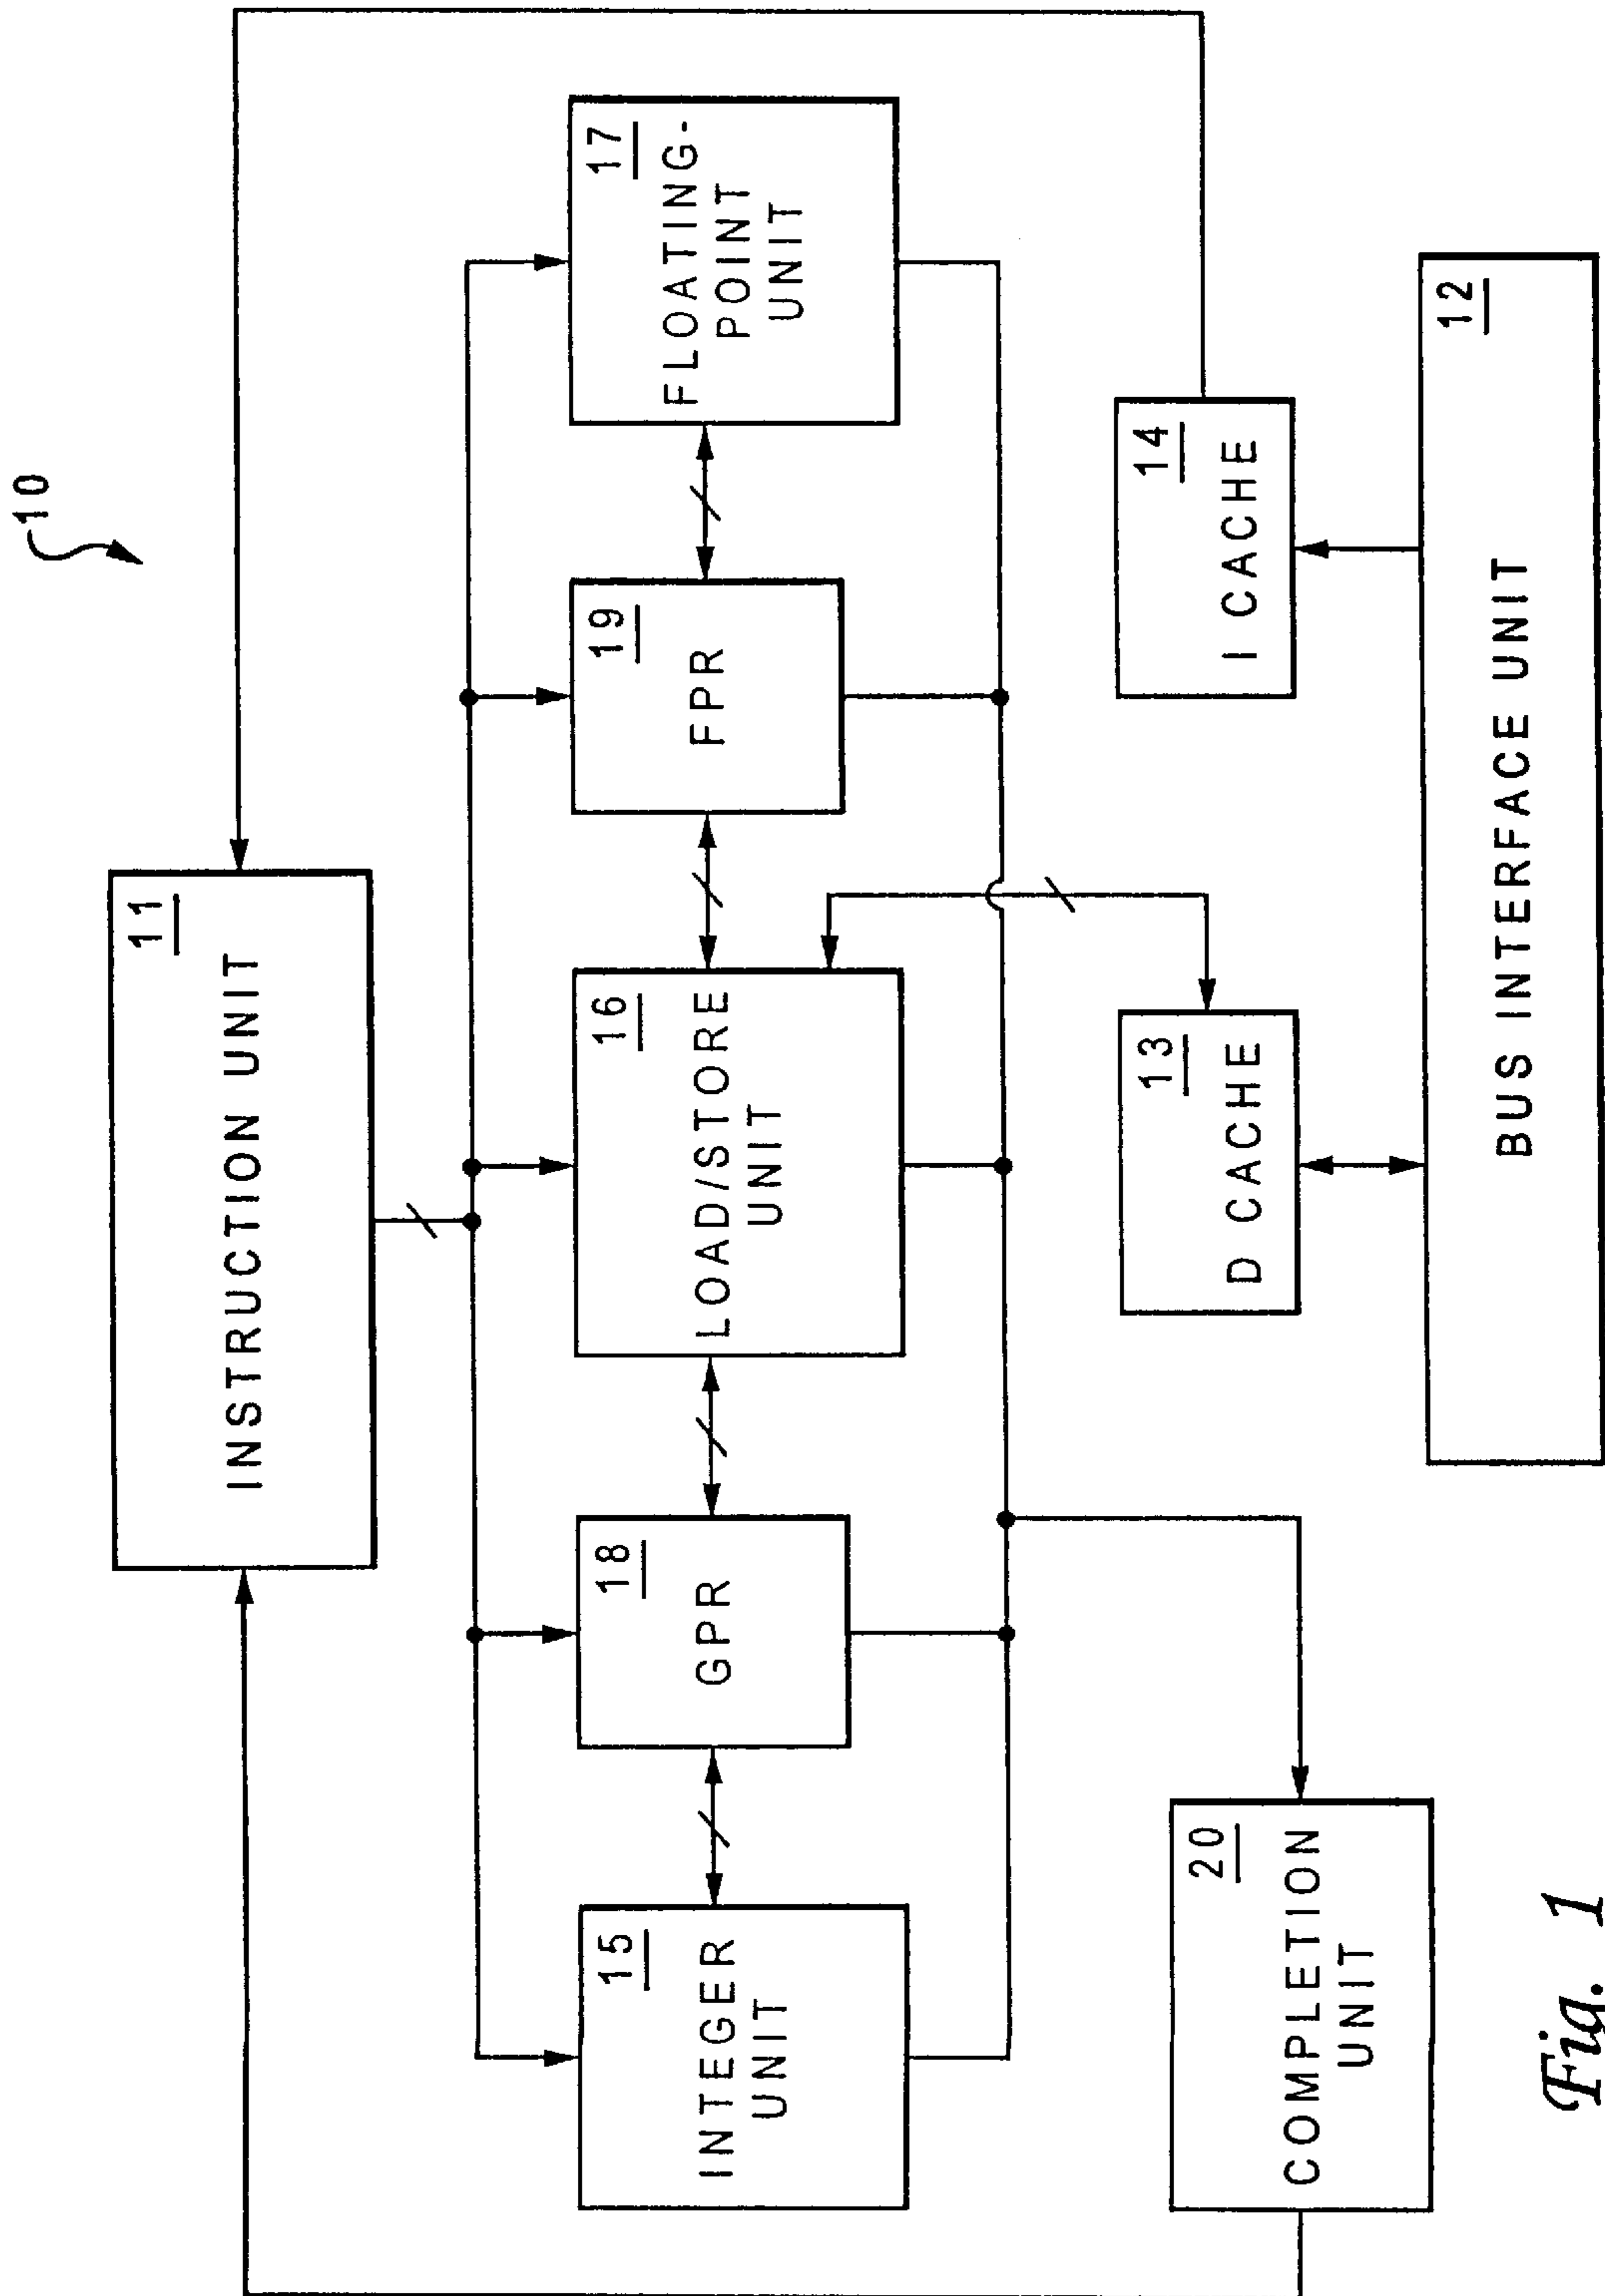 10
11
INSTRUCTION UNIT
15
INTEGER
UNIT
18
GPR
16
LOAD/STORE
UNIT
19
FPR
17
FLOATING-
POINT
UNIT
20
COMPLETION
UNIT
13
D CACHE
14
I CACHE
12
BUS INTERFACE UNIT
Fig. 1